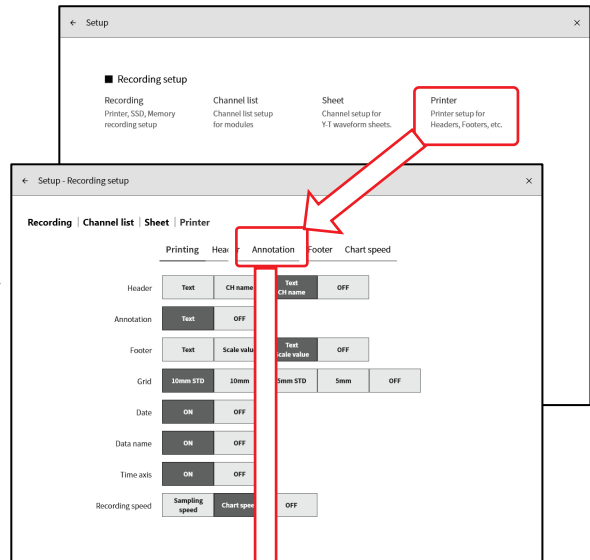 ← Setup ×
■ Recording setup
Recording Channel list Sheet Printer
Printer, SSD, Memory Channel list setup Channel setup for Printer setup for
recording setup for modules Y-T waveform sheets. Headers, Footers, etc.
← Setup - Recording setup ×
Recording | Channel list | Sheet | Printer
Printing Annotation Chart speed
Header Text CH name Text OFF
CH name
Annotation Text OFF
Footer Text Scale Text OFF
value
Grid 10mm STD 10mm STD 5mm OFF
Date ON OFF
Data name ON OFF
Time axis ON OFF
Recording speed Sampling Chart OFF
speed